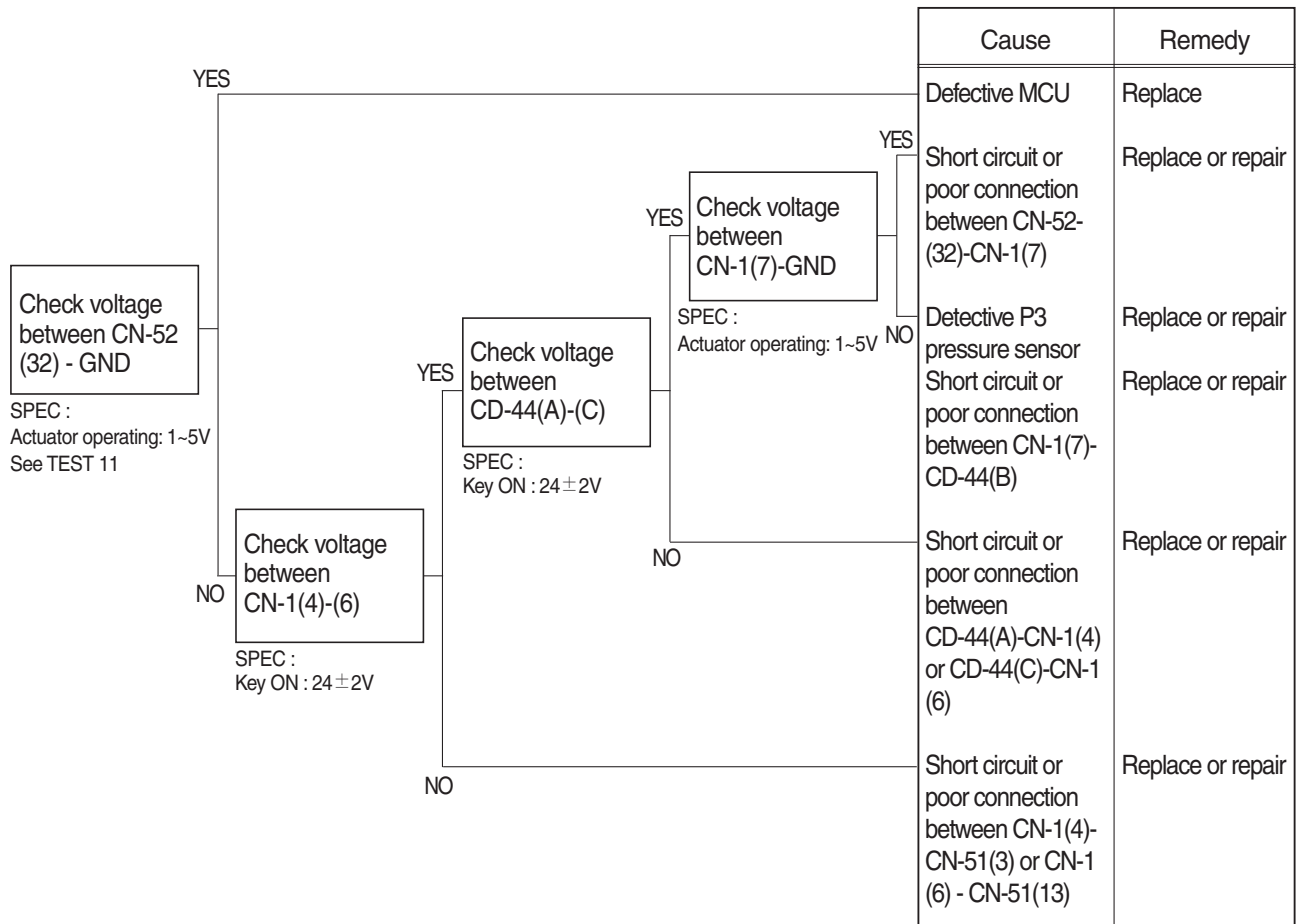 Cause
Remedy
YES
Defective MCU
Replace
YES
Short circuit or
poor connection
between CN-52-
(32)-CN-1(7)
Replace or repair
YES
Check voltage
between
CN-1(7)-GND
SPEC :
Actuator operating: 1~5V
NO
Detective P3
pressure sensor
Replace or repair
Short circuit or
poor connection
between CN-1(7)-
CD-44(B)
Replace or repair
Check voltage
between CN-52
(32) - GND
SPEC :
Actuator operating: 1~5V
See TEST 11
YES
Check voltage
between
CD-44(A)-(C)
SPEC :
Key ON : 24±2V
NO
Short circuit or
poor connection
between
CD-44(A)-CN-1(4)
or CD-44(C)-CN-1
(6)
Replace or repair
NO
Check voltage
between
CN-1(4)-(6)
SPEC :
Key ON : 24±2V
NO
Short circuit or
poor connection
between CN-1(4)-
CN-51(3) or CN-1
(6) - CN-51(13)
Replace or repair